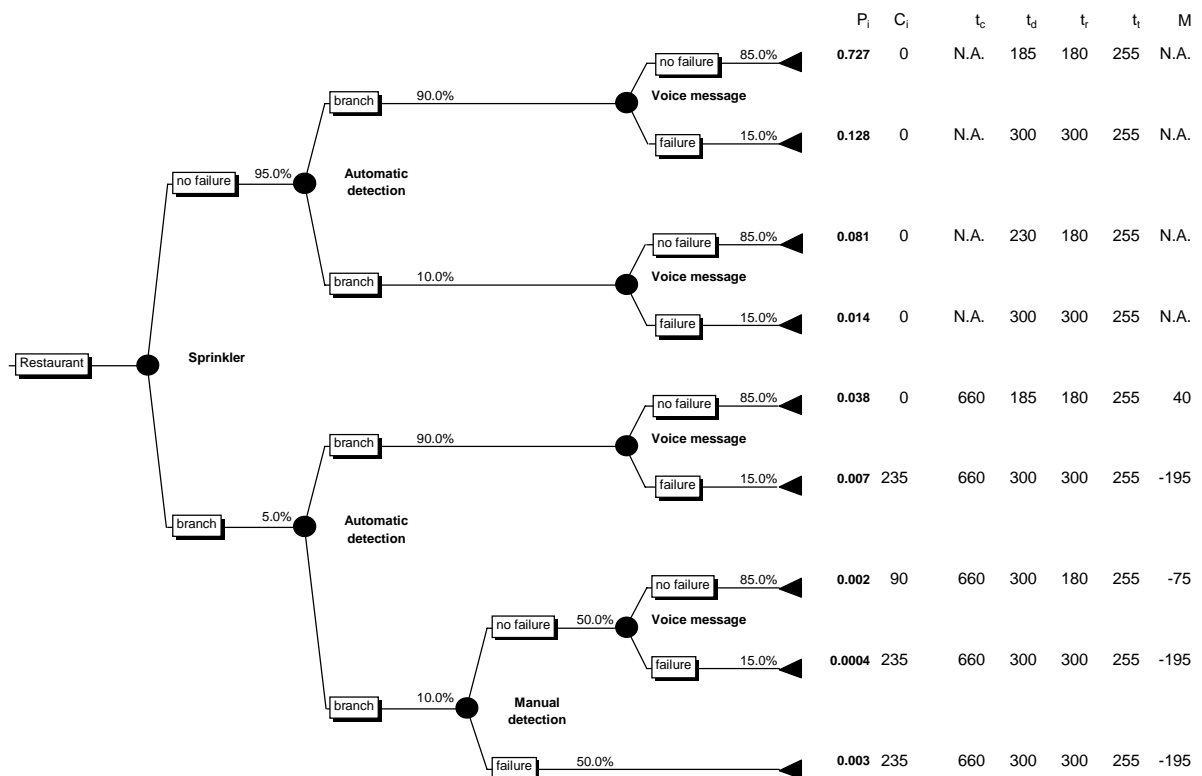 Pi Ci tc td tr tt M
no failure 85.0% 0.727 0 N.A. 185 180 255 N.A.
branch 90.0% Voice message
failure 15.0% 0.128 0 N.A. 300 300 255 N.A.
no failure 95.0% Automatic
detection
no failure 85.0% 0.081 0 N.A. 230 180 255 N.A.
branch 10.0% Voice message
failure 15.0% 0.014 0 N.A. 300 300 255 N.A.
Restaurant Sprinkler
no failure 85.0% 0.038 0 660 185 180 255 40
branch 90.0% Voice message
failure 15.0% 0.007 235 660 300 300 255 -195
branch 5.0% Automatic
detection
no failure 85.0% 0.002 90 660 300 180 255 -75
no failure 50.0% Voice message
failure 15.0% 0.0004 235 660 300 300 255 -195
branch 10.0% Manual
detection
failure 50.0% 0.003 235 660 300 300 255 -195